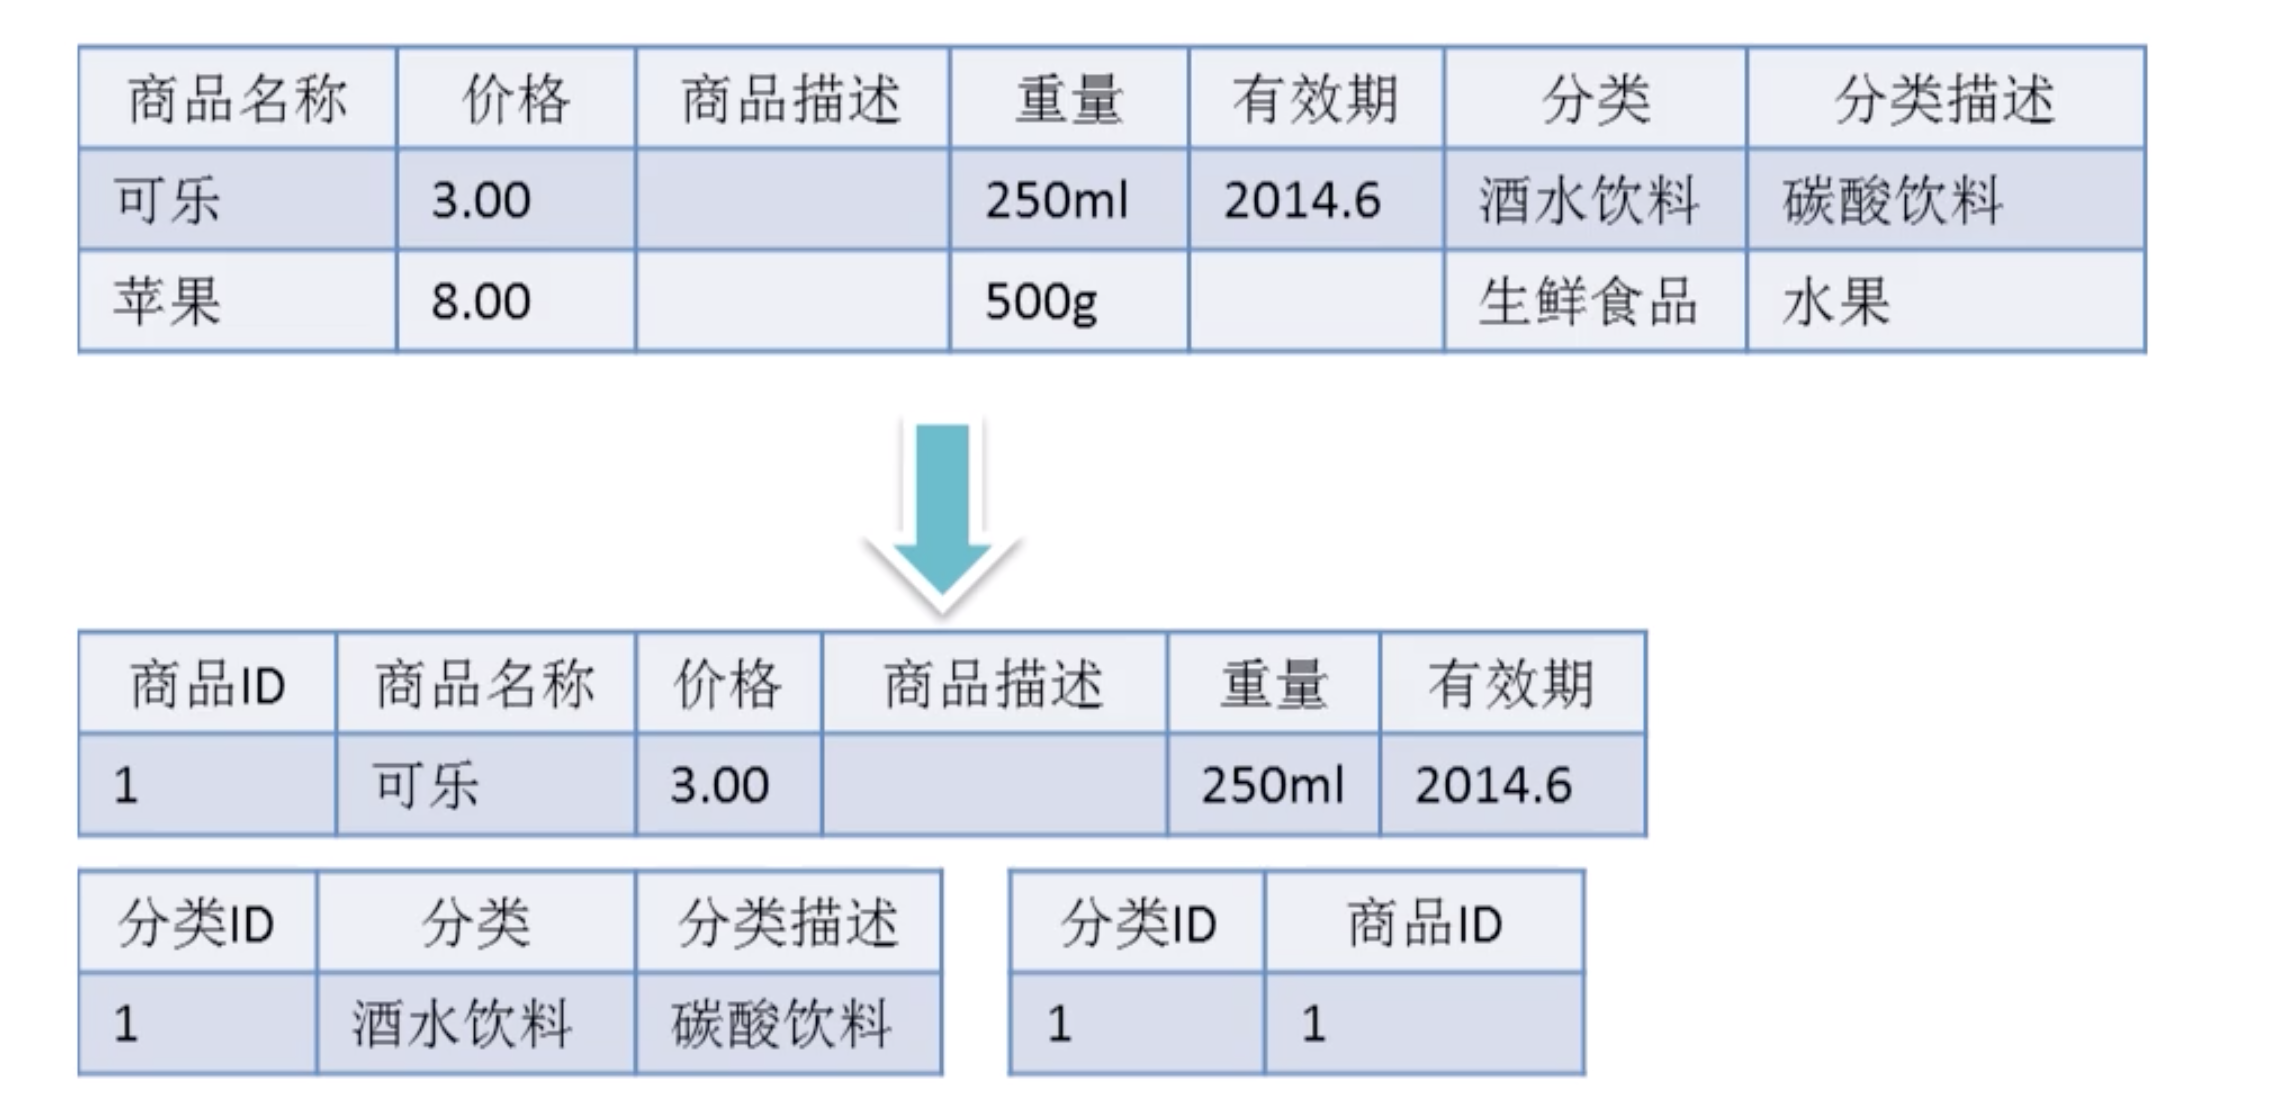 商品名称 价格 商品描述 重量 有效期 分类 分类描述
可乐 3.00 250ml 2014.6 酒水饮料 碳酸饮料
苹果 8.00 500g 生鲜食品 水果
商品ID 商品名称 价格 商品描述 重量 有效期
1 可乐 3.00 250ml 2014.6
分类ID 分类 分类描述
1 酒水饮料 碳酸饮料
分类ID 商品ID
1 1